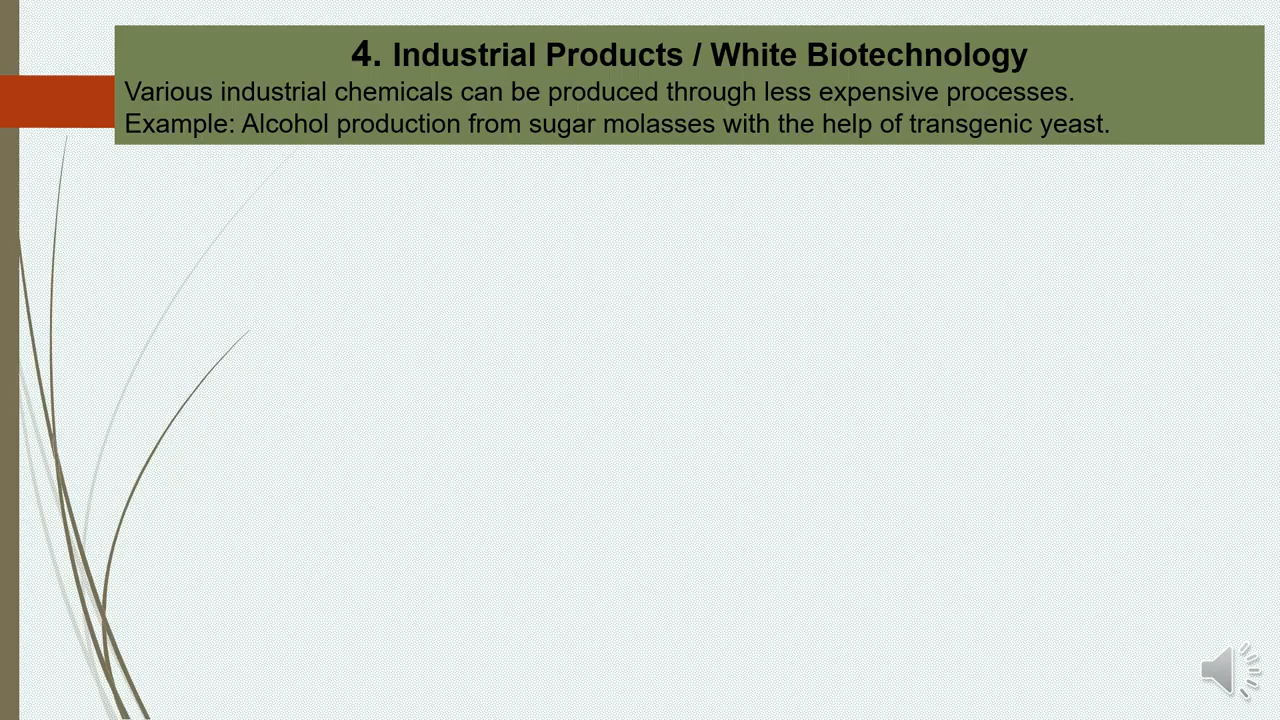 4. Industrial Products / White Biotechnology
Various industrial chemicals can be produced through less expensive processes.
Example: Alcohol production from sugar molasses with the help of transgenic yeast.